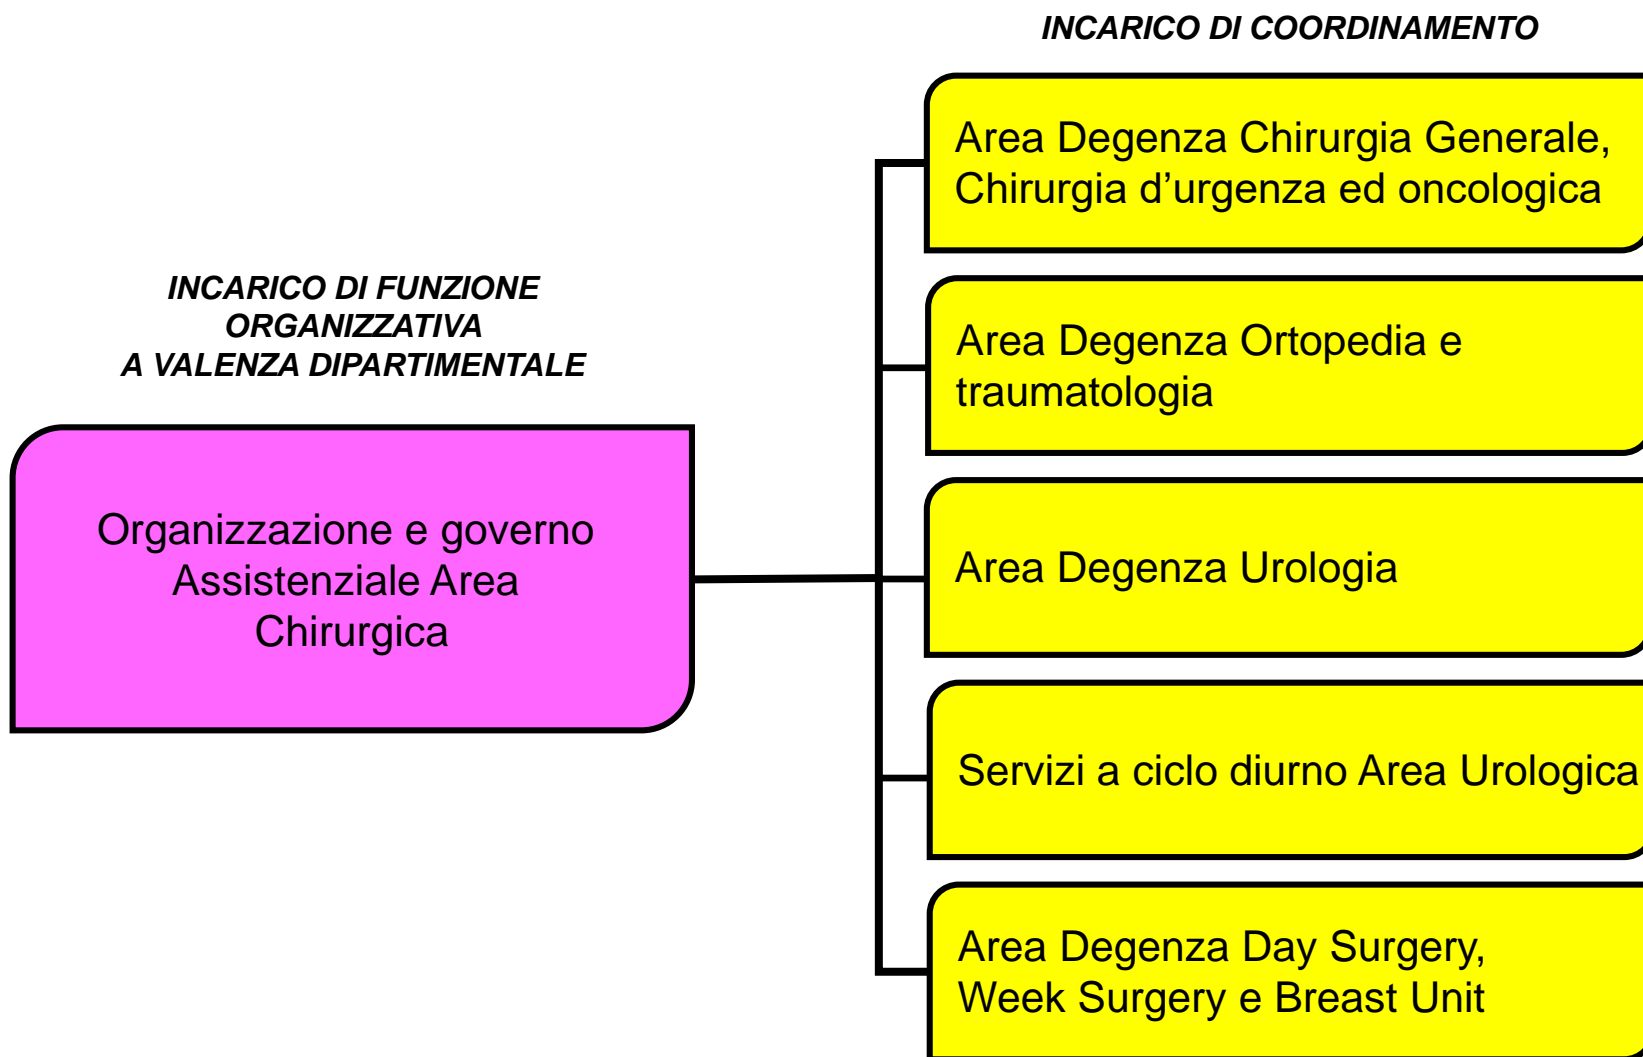 INCARICO DI COORDINAMENTO
Area Degenza Chirurgia Generale,
Chirurgia d’urgenza ed oncologica
INCARICO DI FUNZIONE
ORGANIZZATIVA
A VALENZA DIPARTIMENTALE
Area Degenza Ortopedia e
traumatologia
Organizzazione e governo
Assistenziale Area
Chirurgica
Area Degenza Urologia
Servizi a ciclo diurno Area Urologica
Area Degenza Day Surgery,
Week Surgery e Breast Unit